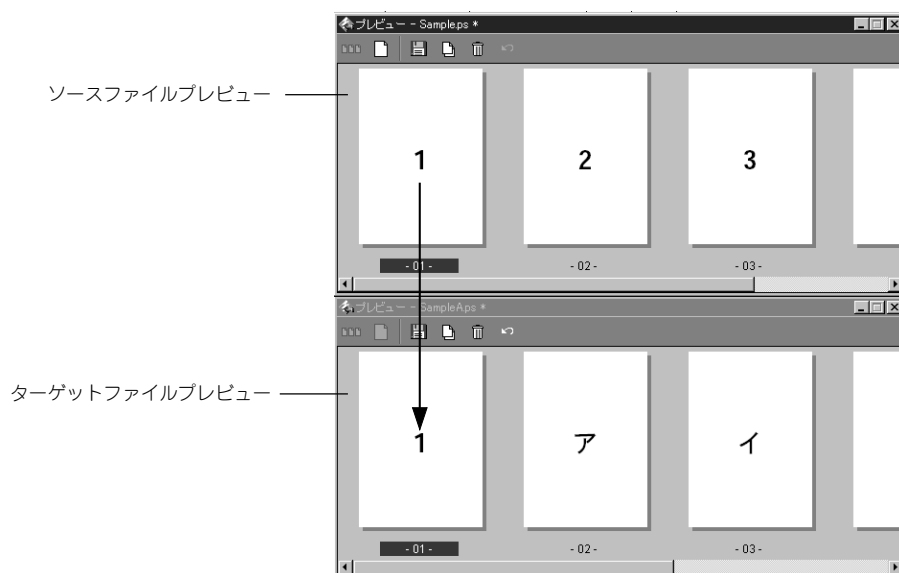 プレビュー - Sample.ps *
ソースファイルプレビュー
1 2 3
- 01 - - 02 - - 03 -
プレビュー - SampleA.ps *
ターゲットファイルプレビュー
1 ア イ
- 01 - - 02 - - 03 -